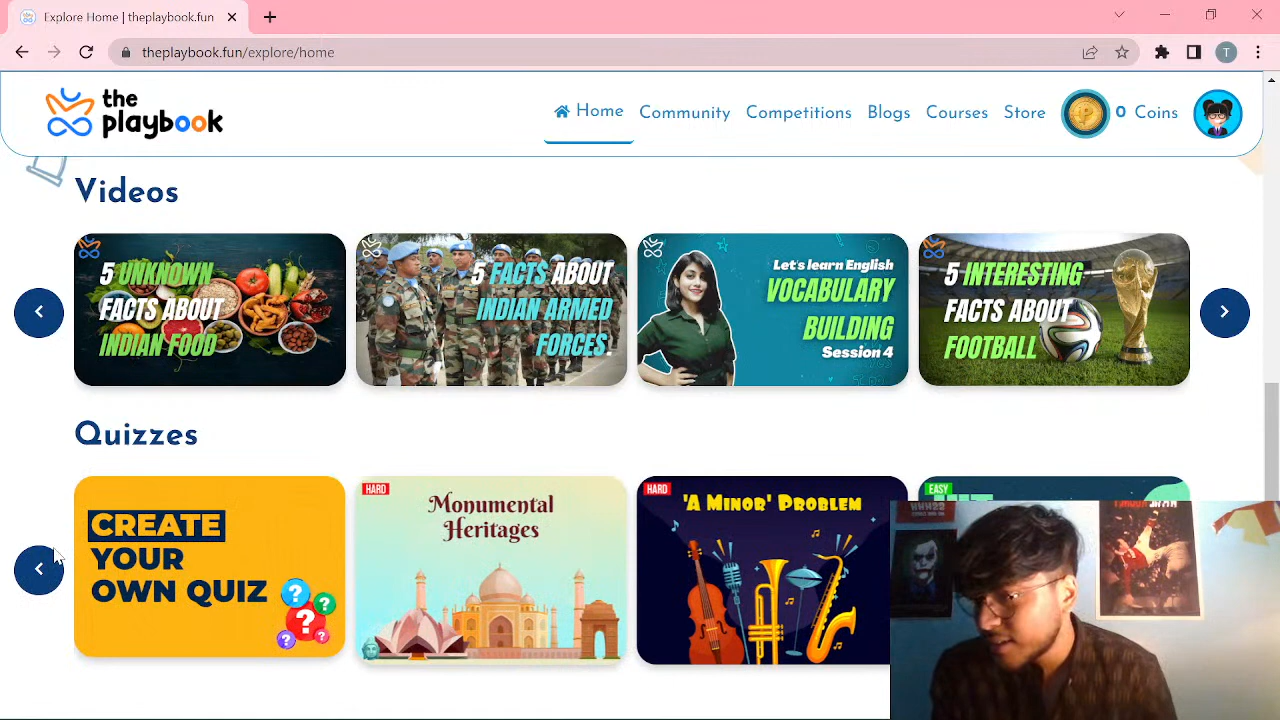 Explore Home | theplaybook.fun
theplaybook.fun/explore/home
T
the
playbook
Home
Community
Competitions
Blogs
Courses
Store
0 Coins
Videos
5 UNKNOWN
FACTS ABOUT
INDIAN FOOD
5 FACTS ABOUT
INDIAN ARMED
FORCES.
Let's learn English
VOCABULARY
BUILDING
Session 4
5 INTERESTING
FACTS ABOUT
FOOTBALL
Quizzes
CREATE
YOUR
OWN QUIZ
HARD
Monumental
Heritages
HARD
'A MINOR' PROBLEM
EASY